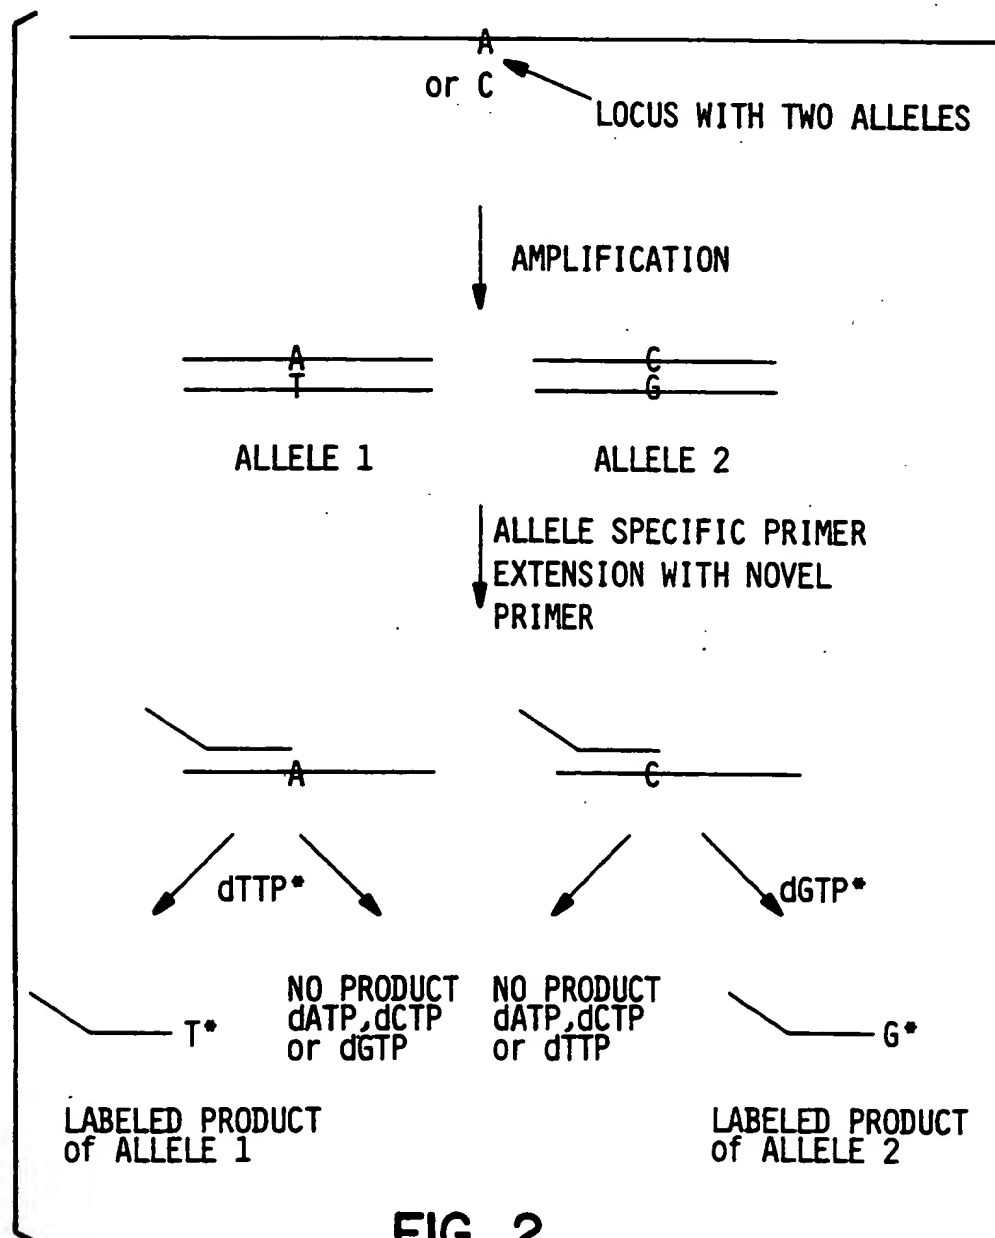 A
or C
LOCUS WITH TWO ALLELES
AMPLIFICATION
A
T
C
G
ALLELE 1
ALLELE 2
ALLELE SPECIFIC PRIMER
EXTENSION WITH NOVEL
PRIMER
A
C
dTTP*
dGTP*
T*
NO PRODUCT
dATP,dCTP
or dGTP
NO PRODUCT
dATP,dCTP
or dTTP
G*
LABELED PRODUCT
of ALLELE 1
LABELED PRODUCT
of ALLELE 2
FIG. 2